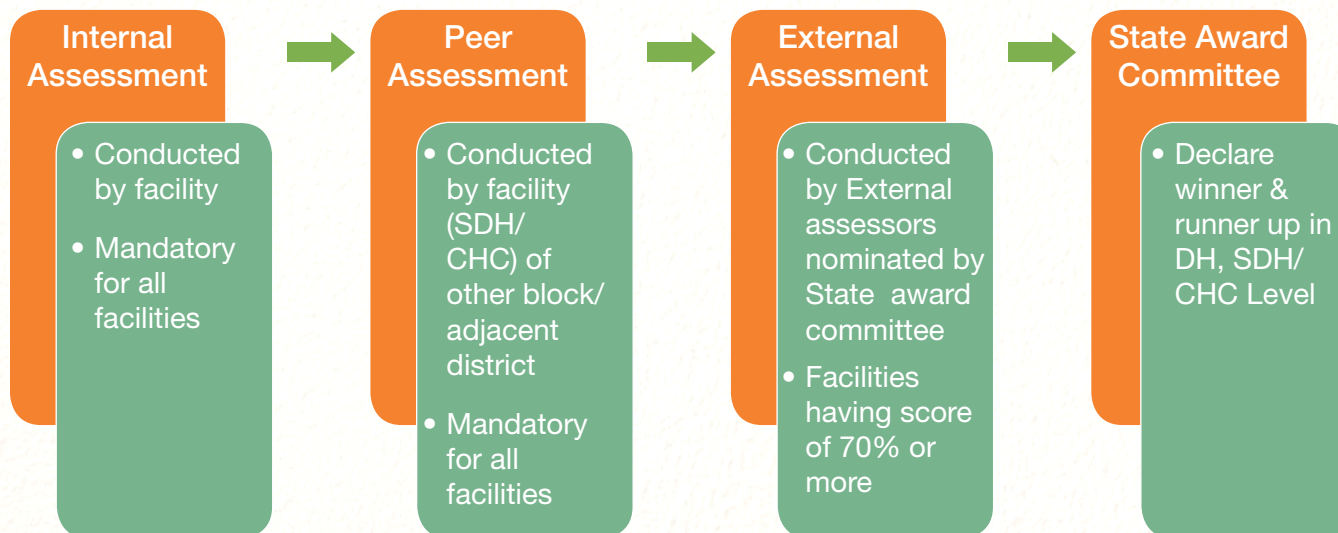 Internal
Assessment
• Conducted
by facility
• Mandatory
for all
facilities
Peer
Assessment
• Conducted
by facility
(SDH/
CHC) of
other block/
adjacent
district
• Mandatory
for all
facilities
External
Assessment
• Conducted
by External
assessors
nominated by
State award
committee
• Facilities
having score
of 70% or
more
State Award
Committee
• Declare
winner &
runner up in
DH, SDH/
CHC Level